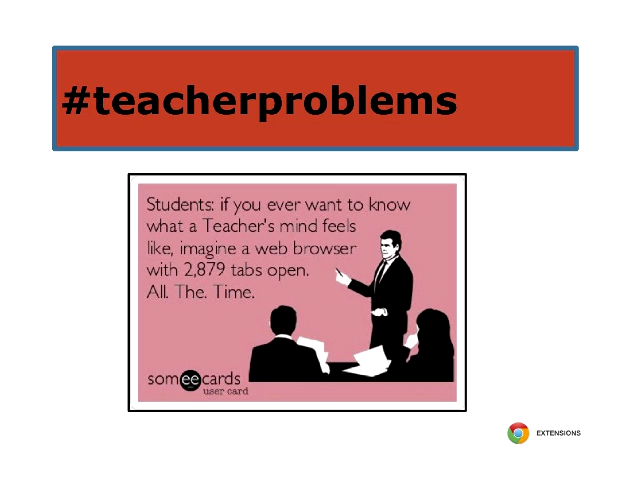 #teacherproblems
Students: if you ever want to know
what a Teacher's mind feels
like, imagine a web browser
with 2,879 tabs open.
All. The. Time.
someecards
user card
EXTENSIONS